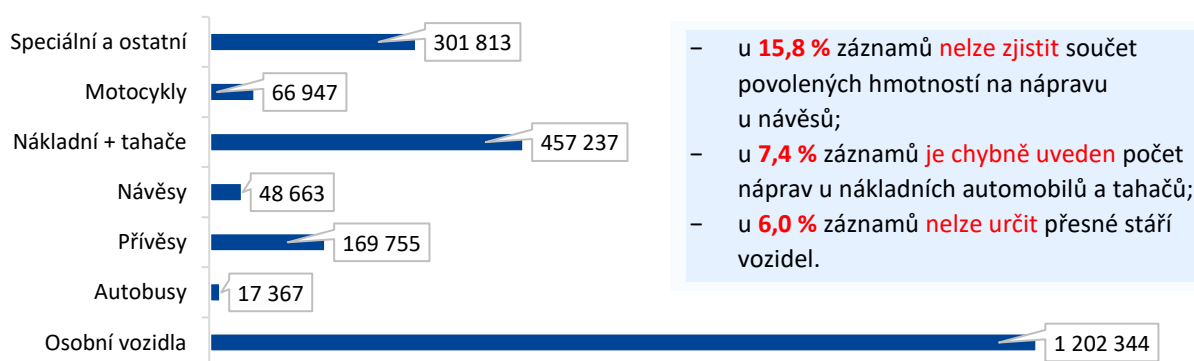 Speciální a ostatní
301 813
Motocykly
66 947
Nákladní + tahače
457 237
Návěsy
48 663
Přívěsy
169 755
Autobusy
17 367
Osobní vozidla
1 202 344
− u 15,8 % záznamů nelze zjistit součet
povolených hmotností na nápravu
u návěsů;
− u 7,4 % záznamů je chybně uveden počet
náprav u nákladních automobilů a tahačů;
− u 6,0 % záznamů nelze určit přesné stáří
vozidel.